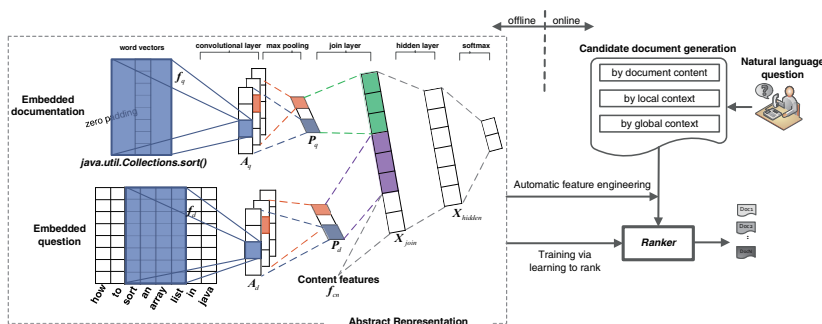 offline online
word vectors convolutional layer max pooling join layer hidden layer softmax
Candidate document generation
by document content
by local context
by global context
Natural language
question
Embedded
documentation
zero padding
f_q
java.util.Collections.sort()
A_q
P_q
Embedded
question
f_d
A_d
P_d
how to sort an array list in java
Content features
f_cn
X_join
X_hidden
Automatic feature engineering
Training via
learning to rank
Ranker
Doc1
Doc2
:
Abstract Representation